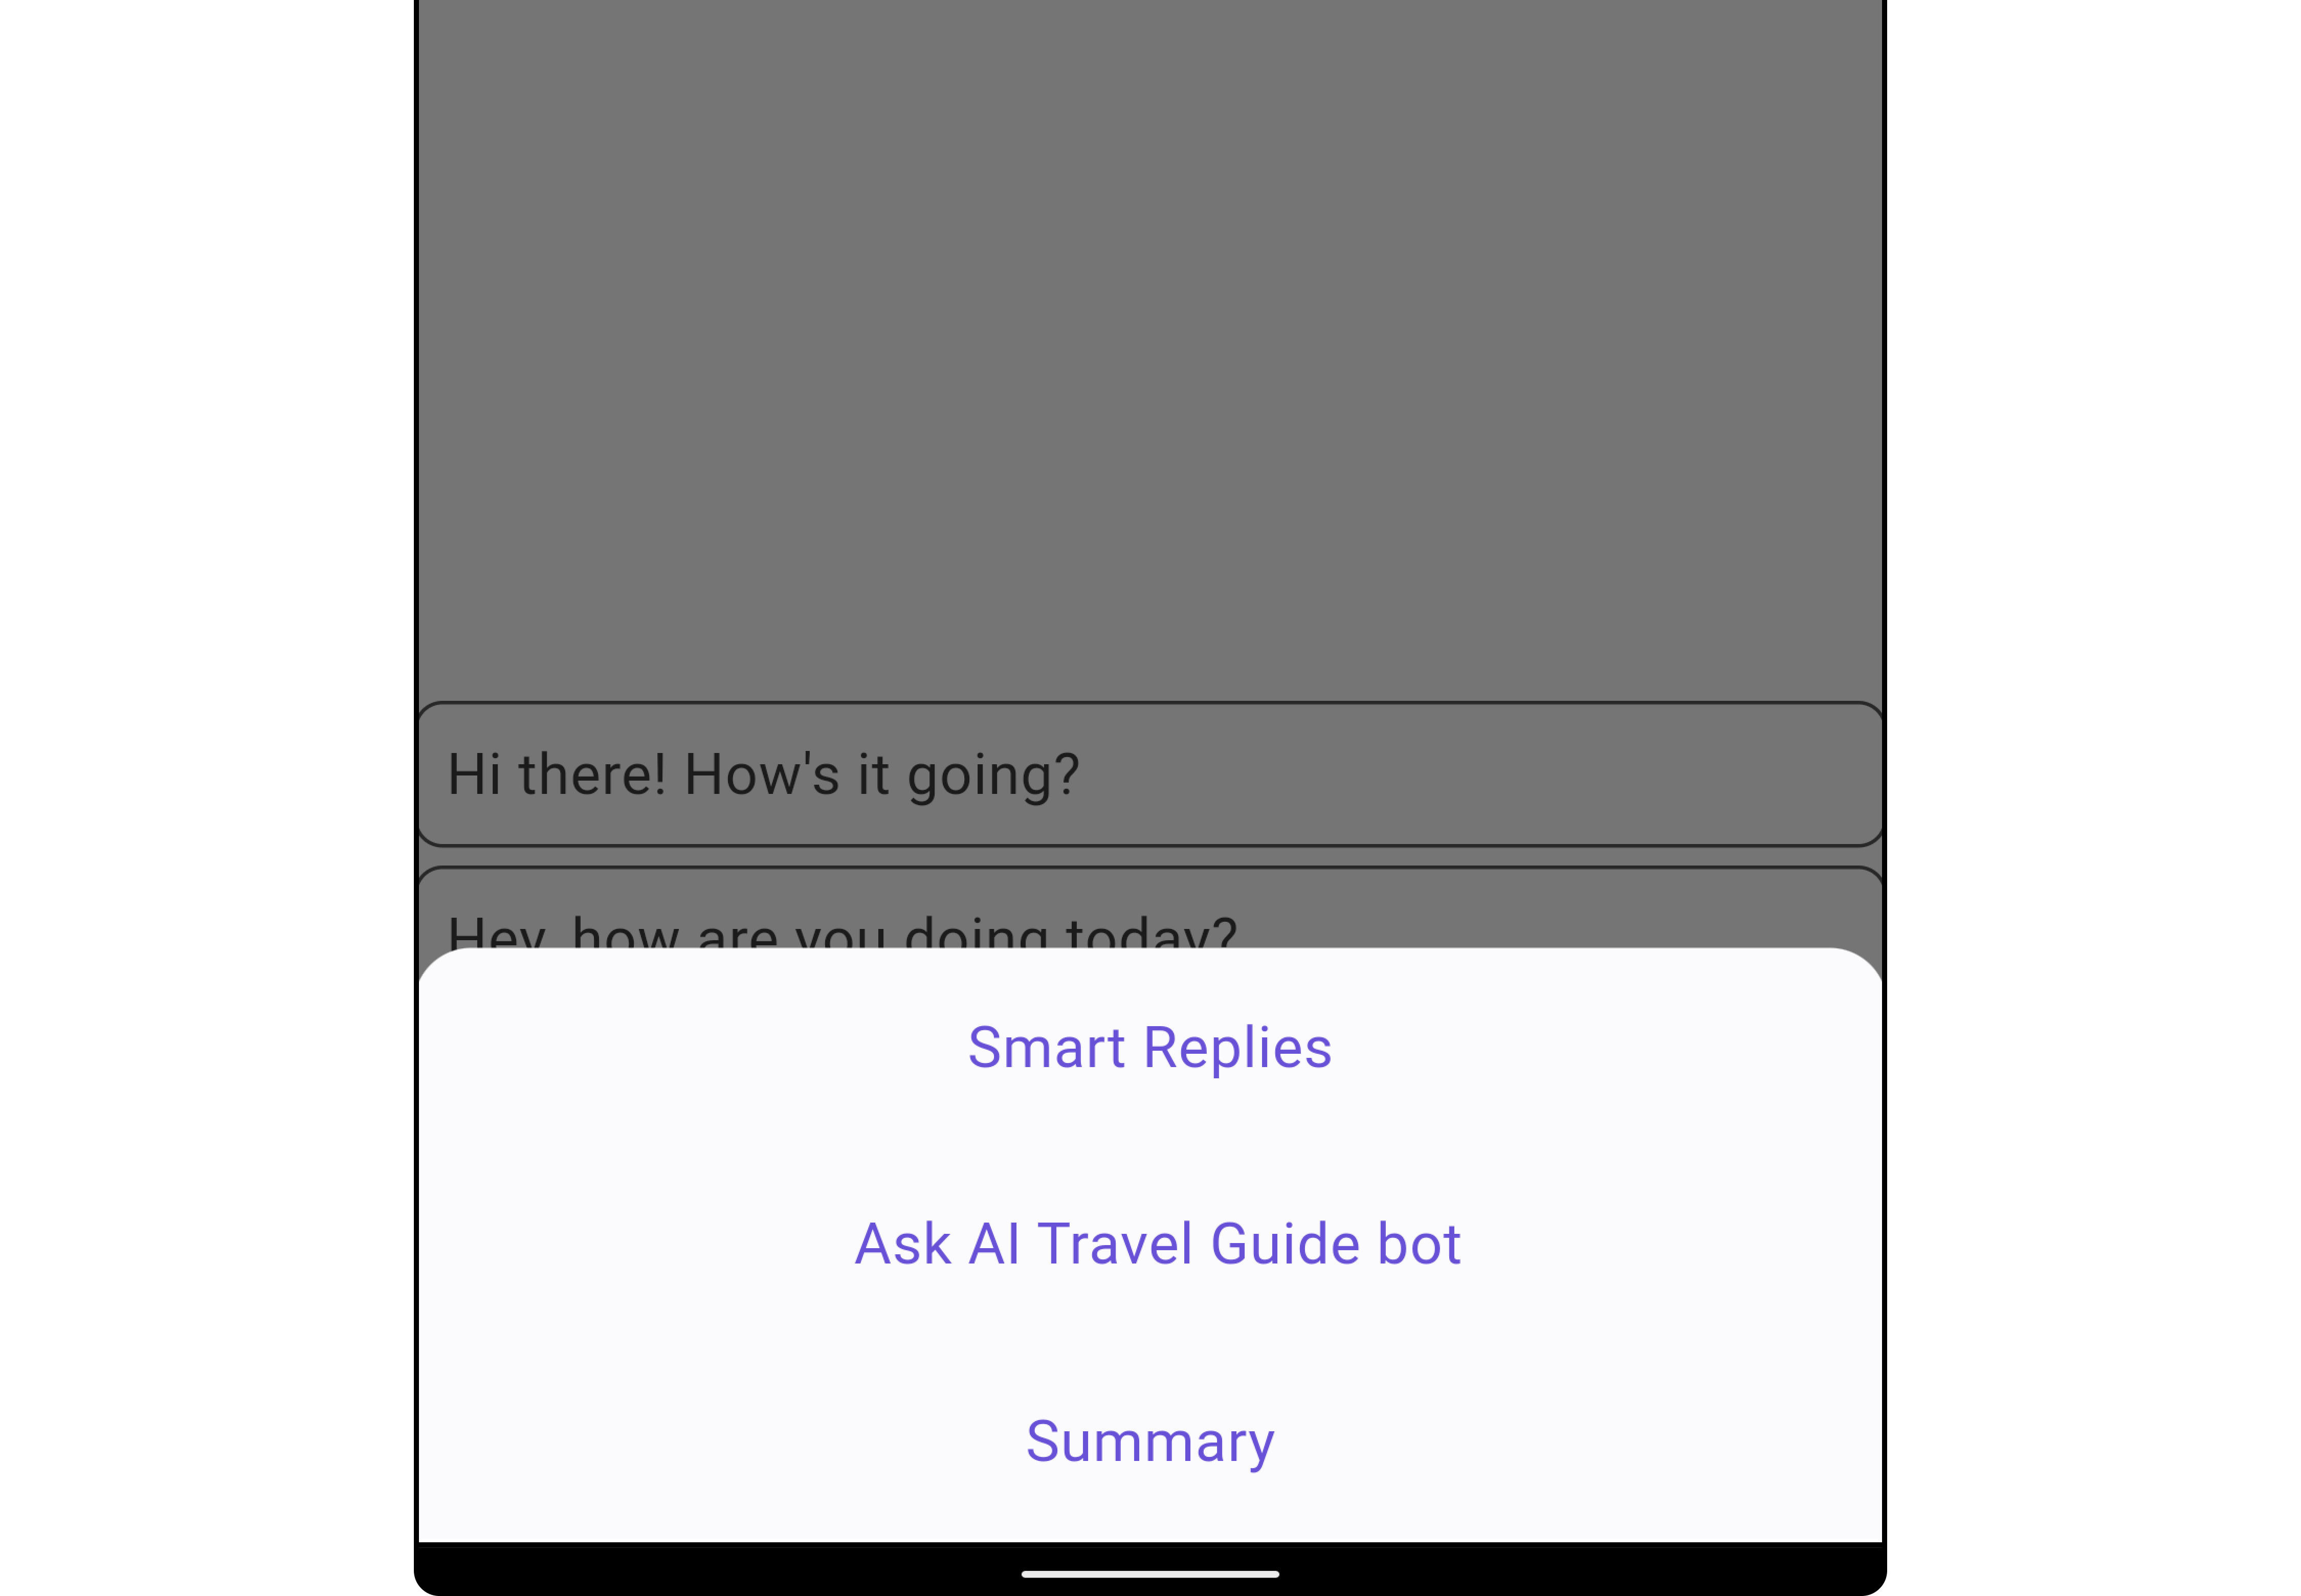 Hi there! How's it going?
Hey, how are you doing today?
Smart Replies
Ask AI Travel Guide bot
Summary